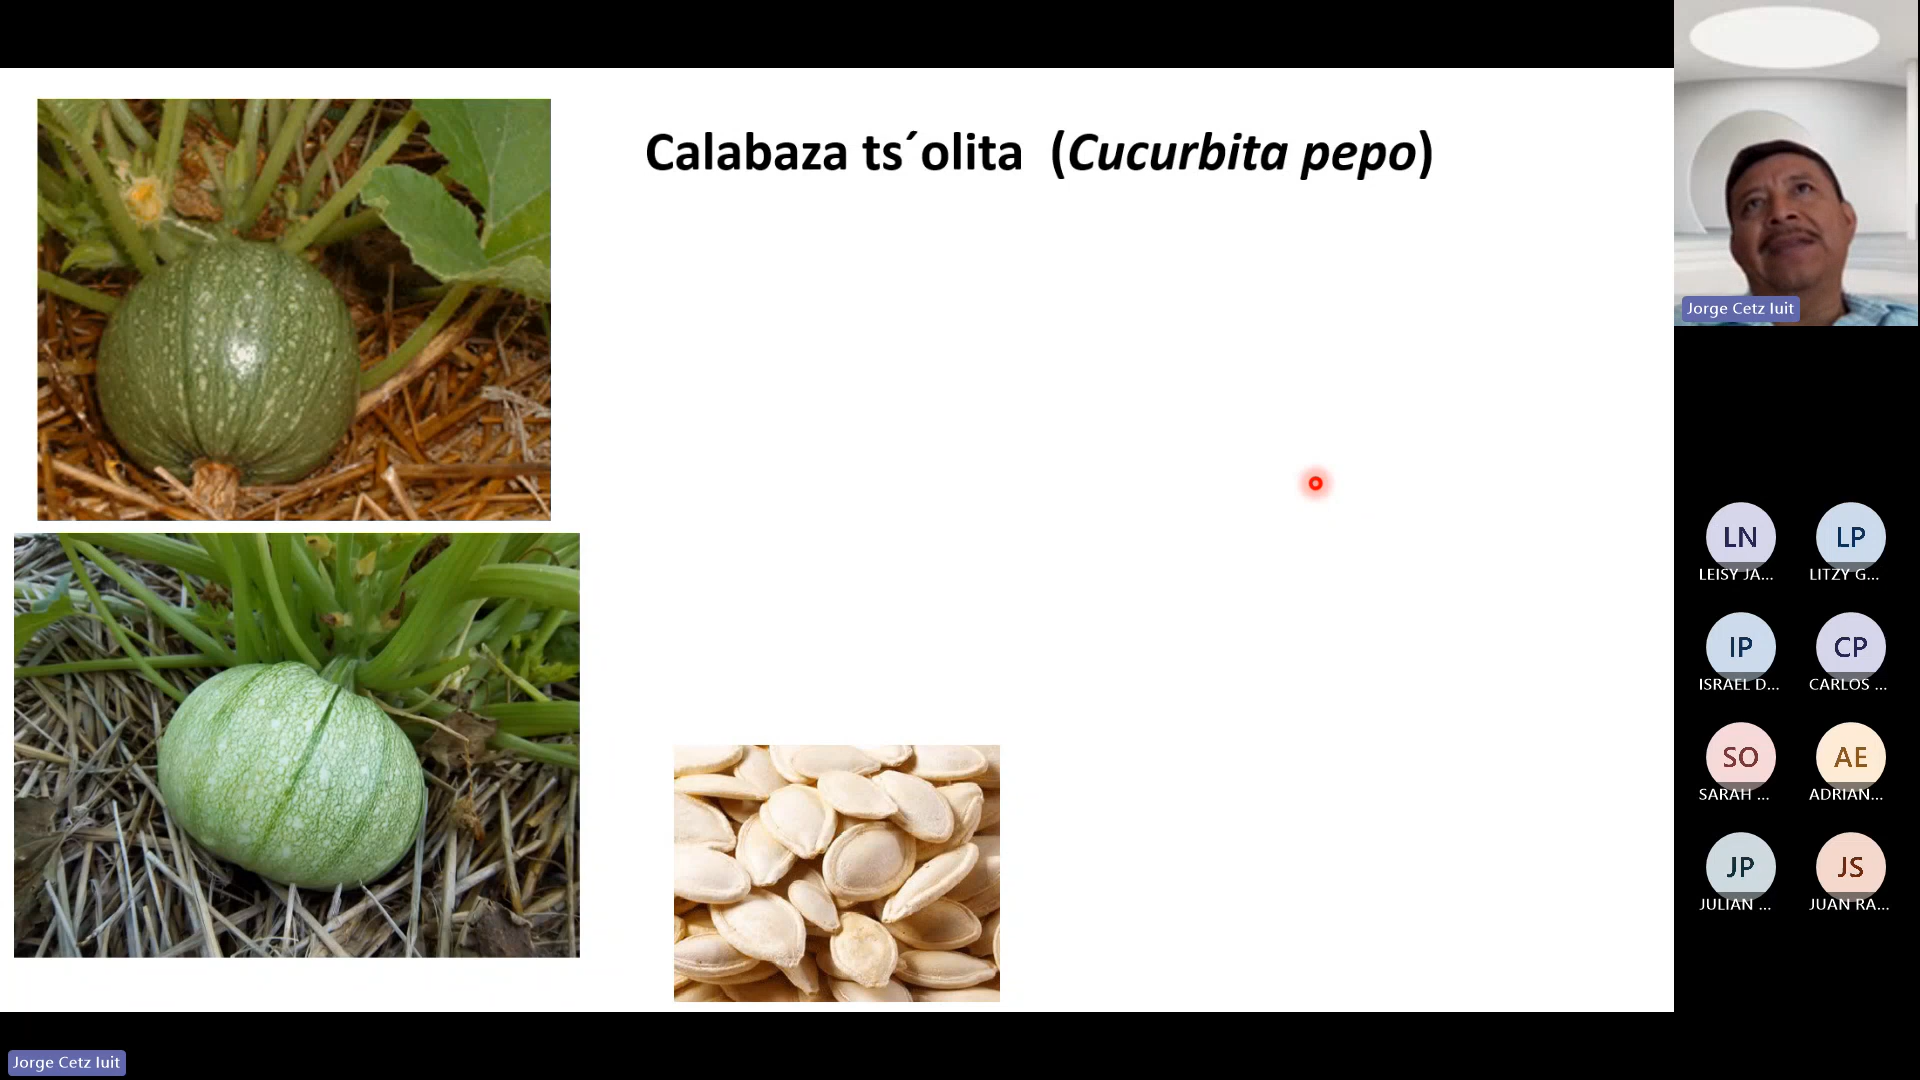 Calabaza ts´olita (Cucurbita pepo)
Jorge Cetz Iuit
LN LP
LEISY JA... LITZY G...
IP CP
ISRAEL D... CARLOS ...
SO AE
SARAH ... ADRIAN...
JP JS
JULIAN ... JUAN RA...
Jorge Cetz Iuit